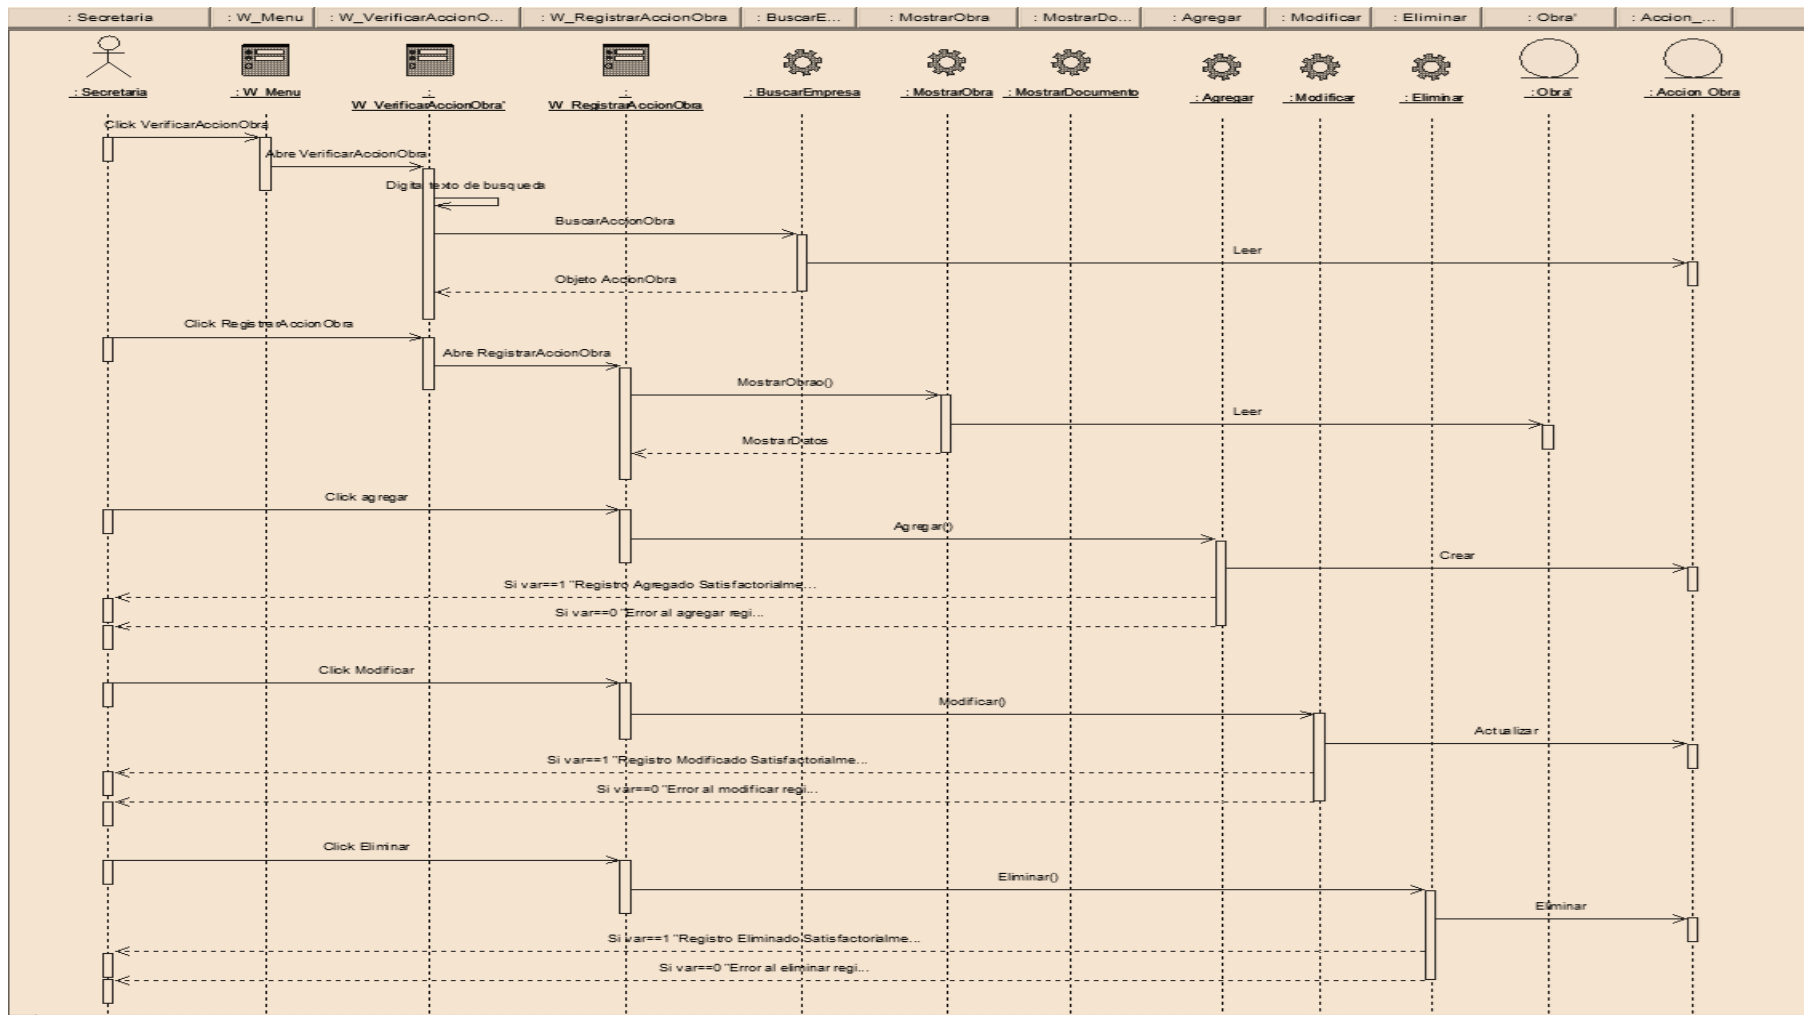 : Secretaria : W_Menu : W_VerificarAccionO... : W_RegistrarAccionObra : BuscarE... : MostrarObra : MostrarDo... : Agregar : Modificar : Eliminar : Obra' : Accion_...
: Secretaria : W_Menu : : : BuscarEmpresa : MostrarObra : MostrarDocumento : Agregar : Modificar : Eliminar : Obra' : Accion_Obra
W_VerificarAccionObra' W_RegistrarAccionObra
Click VerificarAccionObra
Abre VerificarAccionObra
Digita texto de busqueda
BuscarAccionObra
Leer
Objeto AccionObra
Click RegistrarAccionObra
Abre RegistrarAccionObra
MostrarObrao()
Leer
MostrarDatos
Click agregar
Agregar()
Crear
Si var==1 "Registro Agregado Satisfactorialme...
Si var==0 "Error al agregar regi...
Click Modificar
Modificar()
Actualizar
Si var==1 "Registro Modificado Satisfactorialme...
Si var==0 "Error al modificar regi...
Click Eliminar
Eliminar()
Eliminar
Si var==1 "Registro Eliminado Satisfactorialme...
Si var==0 "Error al eliminar regi...